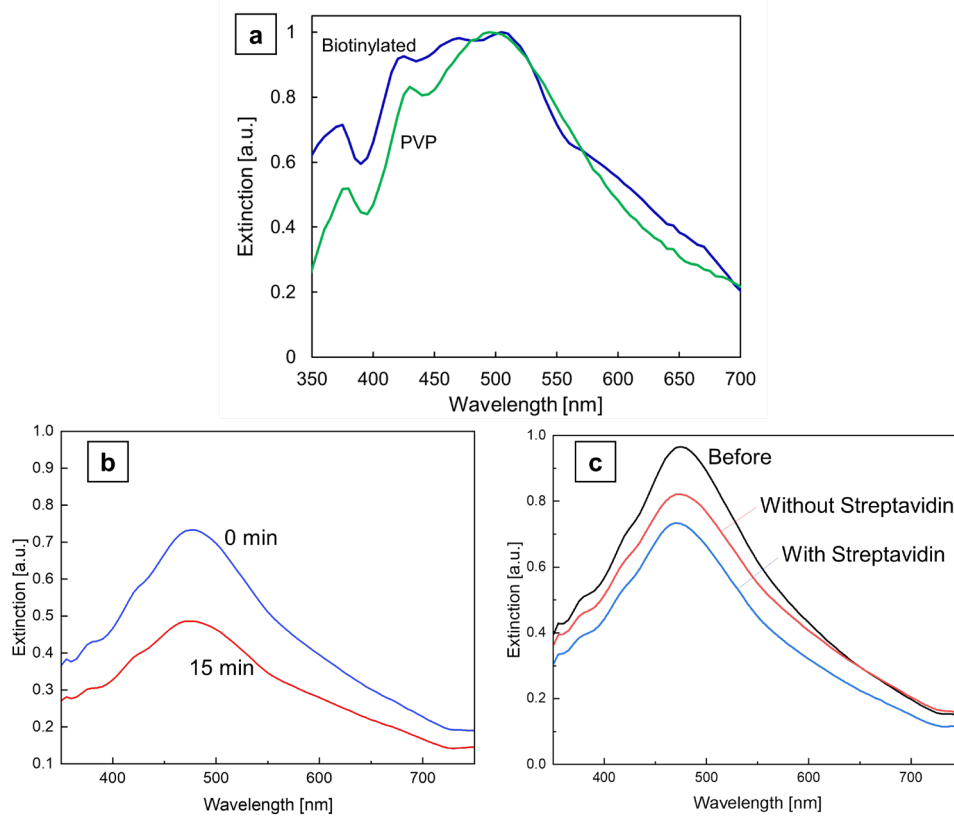 a
Biotinylated
PVP
Extinction [a.u.]
1
0.8
0.6
0.4
0.2
0
350 400 450 500 550 600 650 700
Wavelength [nm]
b
0 min
15 min
Extinction [a.u.]
1.0
0.9
0.8
0.7
0.6
0.5
0.4
0.3
0.2
0.1
400 500 600 700
Wavelength [nm]
c
Before
Without Streptavidin
With Streptavidin
Extinction [a.u.]
1.0
0.8
0.6
0.4
0.2
0.0
400 500 600 700
Wavelength [nm]